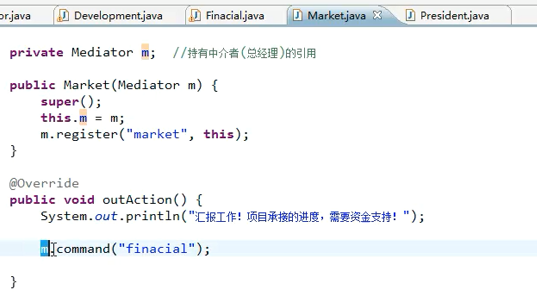 or.java Development.java Finacial.java Market.java President.java
private Mediator m; //持有中介者(总经理)的引用
public Market(Mediator m) {
super();
this.m = m;
m.register("market", this);
}
@Override
public void outAction() {
System.out.println("汇报工作！项目承接的进度，需要资金支持！");
m.command("finacial");
}